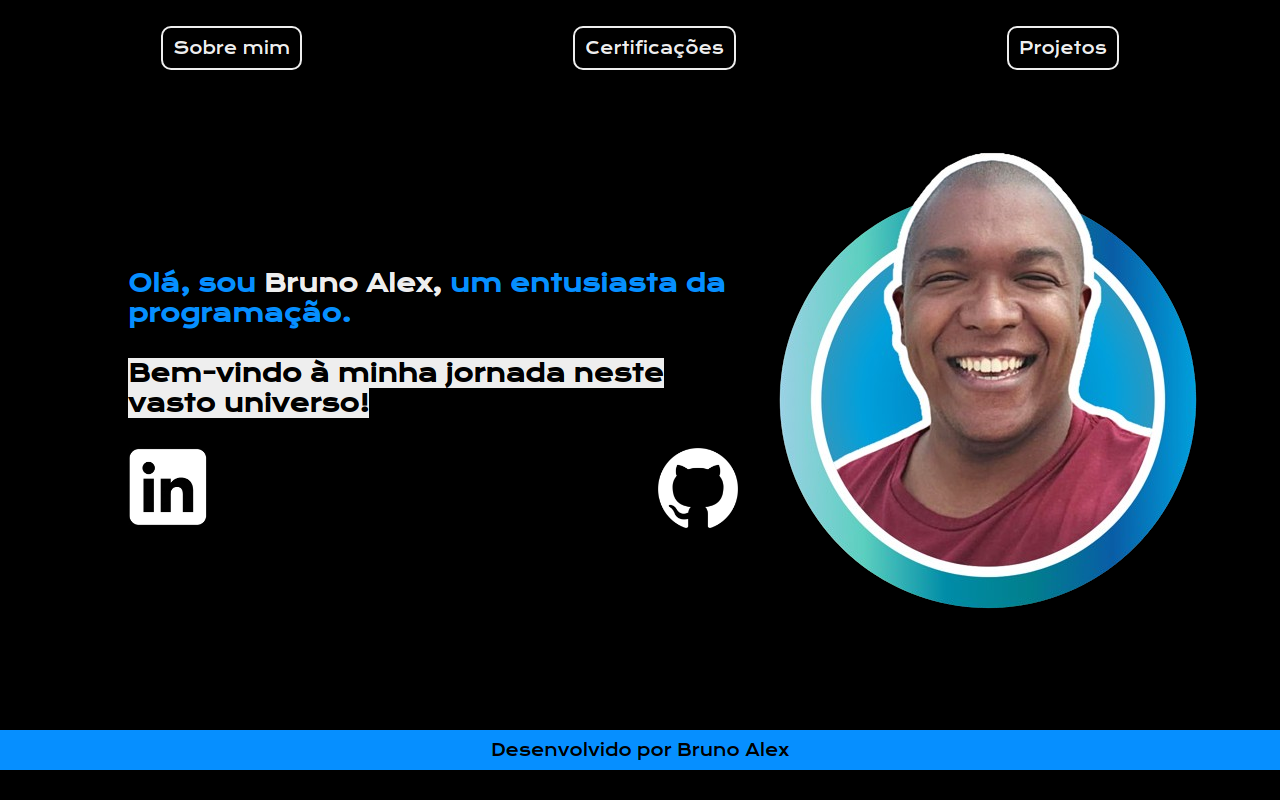 Sobre mim
Certificações
Projetos
Olá, sou Bruno Alex, um entusiasta da
programação.
Bem-vindo à minha jornada neste
vasto universo!
in
Desenvolvido por Bruno Alex